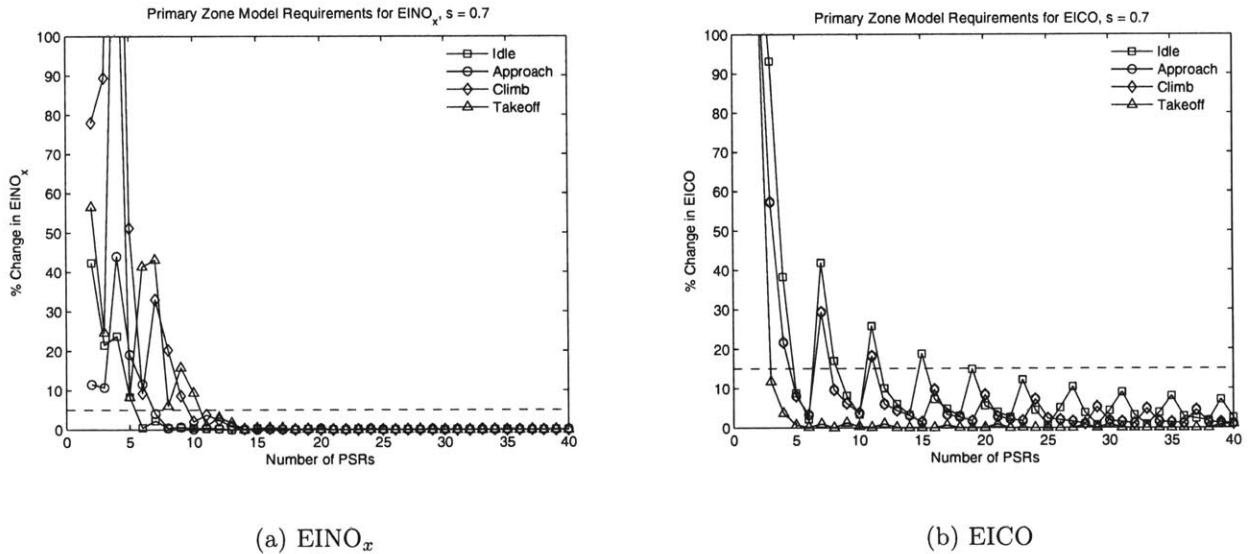 Primary Zone Model Requirements for EINOx, s = 0.7
100
90
80
70
60
50
40
30
20
10
0
% Change in EINOx
Idle
Approach
Climb
Takeoff
0 5 10 15 20 25 30 35 40
Number of PSRs
(a) EINOx
Primary Zone Model Requirements for EICO, s = 0.7
100
90
80
70
60
50
40
30
20
10
0
% Change in EICO
Idle
Approach
Climb
Takeoff
0 5 10 15 20 25 30 35 40
Number of PSRs
(b) EICO